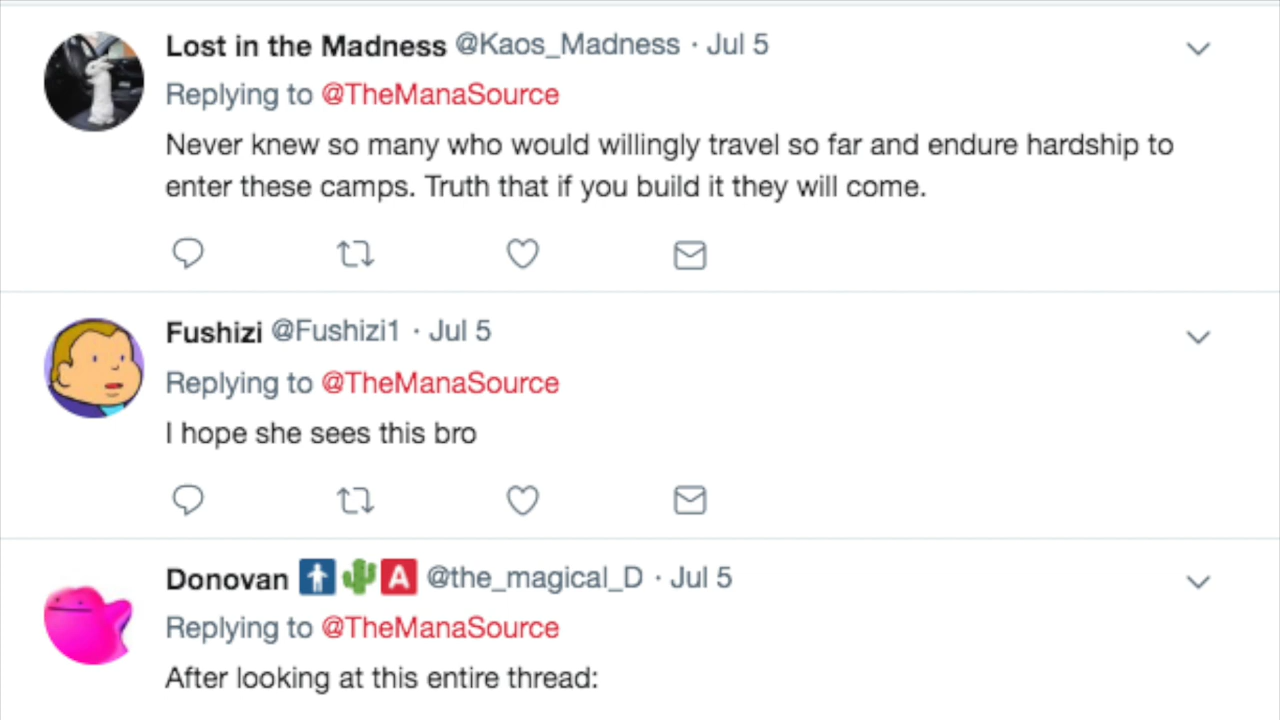 Lost in the Madness @Kaos_Madness · Jul 5
Replying to @TheManaSource
Never knew so many who would willingly travel so far and endure hardship to
enter these camps. Truth that if you build it they will come.
Fushizi @Fushizi1 · Jul 5
Replying to @TheManaSource
I hope she sees this bro
Donovan 🚹🌵🅰 @the_magical_D · Jul 5
Replying to @TheManaSource
After looking at this entire thread: